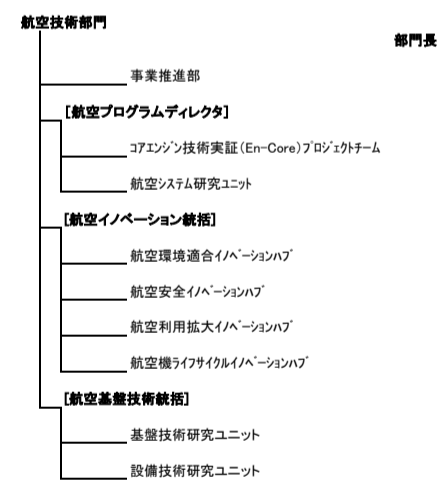 航空技術部門
部門長
事業推進部
[航空プログラムディレクタ]
コアエンジン技術実証(En-Core)プロジェクトチーム
航空システム研究ユニット
[航空イノベーション統括]
航空環境適合イノベーションハブ
航空安全イノベーションハブ
航空利用拡大イノベーションハブ
航空機ライフサイクルイノベーションハブ
[航空基盤技術統括]
基盤技術研究ユニット
設備技術研究ユニット